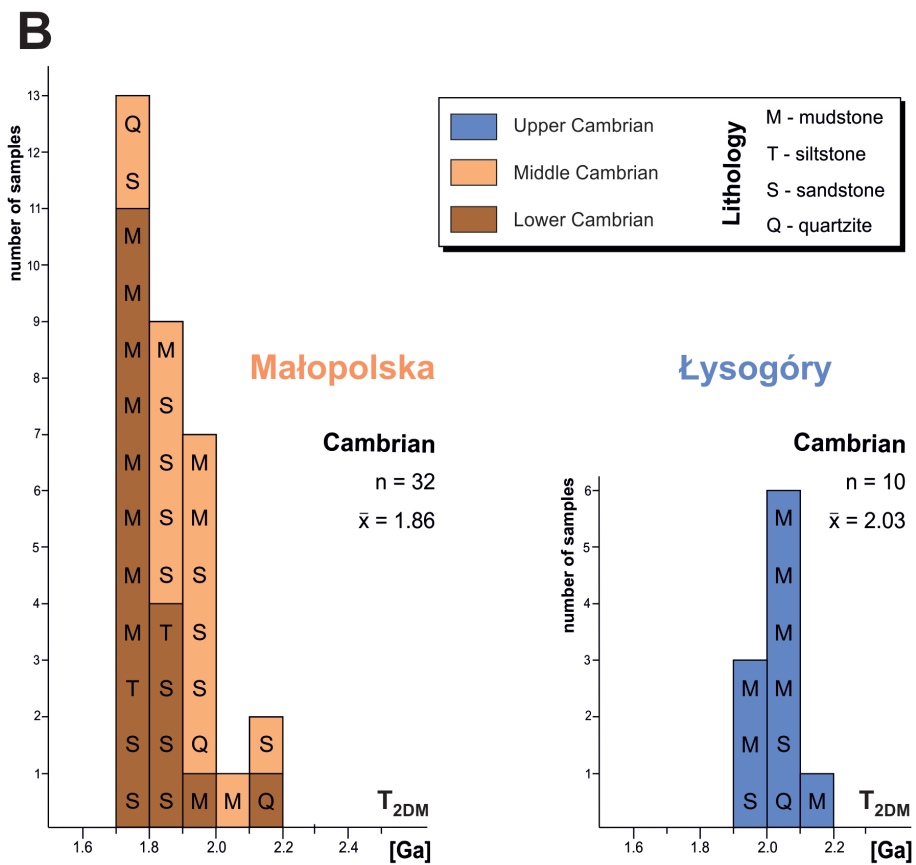 B
number of samples
13
12
11
10
9
8
7
6
5
4
3
2
1
Q
S
M
M
M
M
M
M
M
M
T
S
S
M
S
S
S
S
T
S
S
S
M
M
S
S
S
Q
M
M
S
Q
1.6 1.8 2.0 2.2 2.4
T2DM
[Ga]
Małopolska
Cambrian
n = 32
x̄ = 1.86
Upper Cambrian
Middle Cambrian
Lower Cambrian
Lithology
M - mudstone
T - siltstone
S - sandstone
Q - quartzite
Łysogóry
Cambrian
n = 10
x̄ = 2.03
number of samples
6
5
4
3
2
1
M
M
S
M
M
M
M
S
Q
M
1.6 1.8 2.0 2.2
T2DM
[Ga]